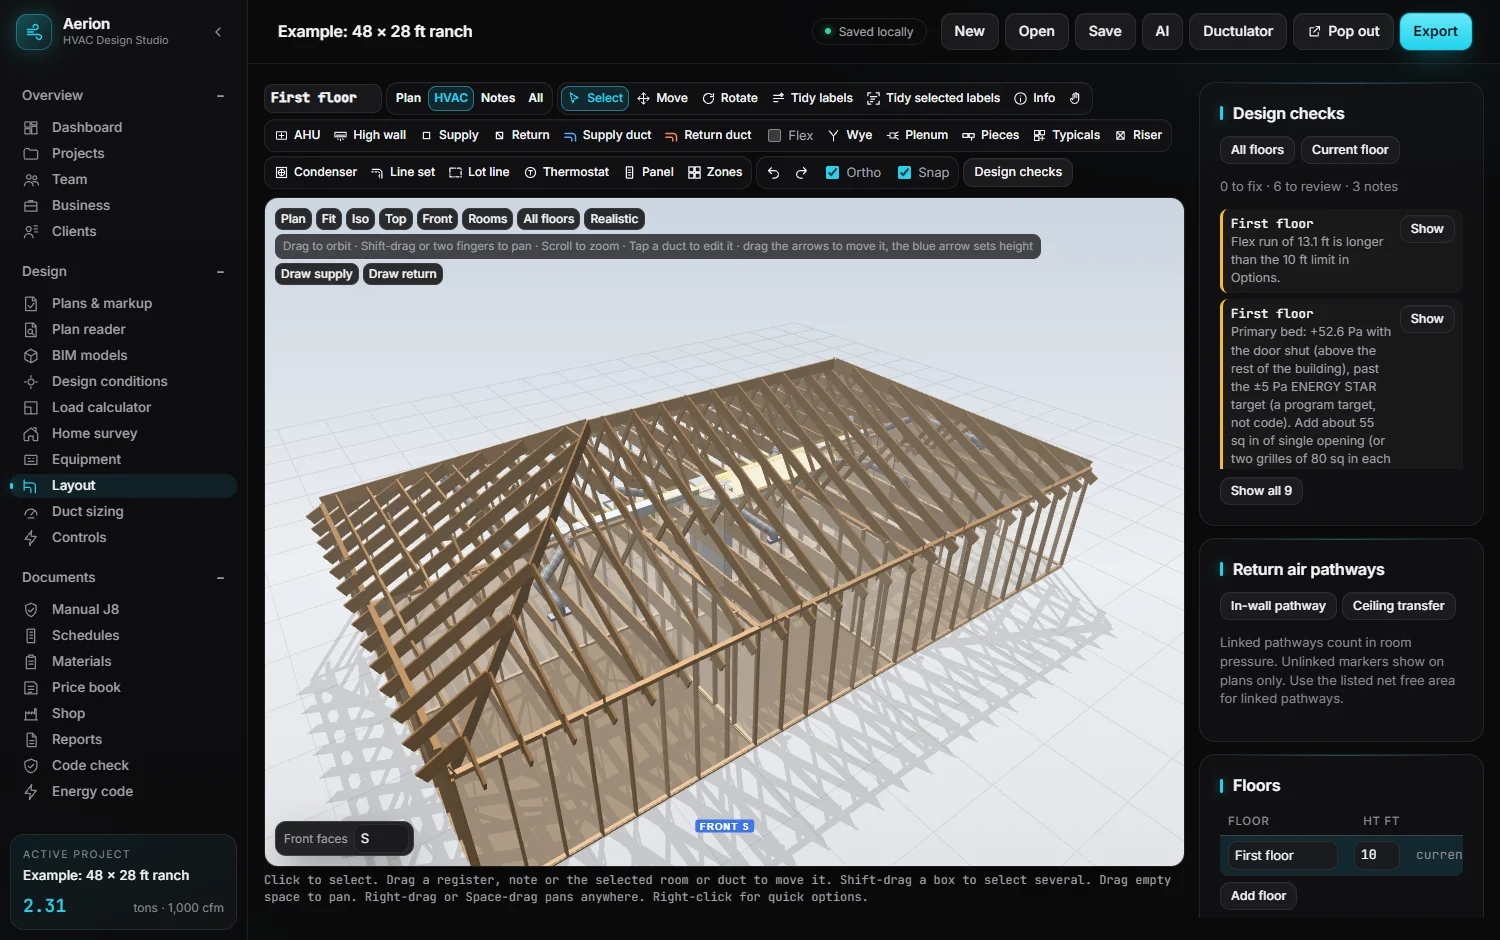 Aerion
HVAC Design Studio
Overview
Dashboard
Projects
Team
Business
Clients
Design
Plans & markup
Plan reader
BIM models
Design conditions
Load calculator
Home survey
Equipment
Layout
Duct sizing
Controls
Documents
Manual J8
Schedules
Materials
Price book
Shop
Reports
Code check
Energy code
ACTIVE PROJECT
Example: 48 × 28 ft ranch
2.31 tons · 1,000 cfm
Example: 48 × 28 ft ranch
Saved locally
New Open Save AI Ductulator Pop out Export
First floor Plan HVAC Notes All Select Move Rotate Tidy labels Tidy selected labels Info
AHU High wall Supply Return Supply duct Return duct Flex Wye Plenum Pieces Typicals Riser
Condenser Line set Lot line Thermostat Panel Zones Ortho Snap Design checks
Plan Fit Iso Top Front Rooms All floors Realistic
Drag to orbit · Shift-drag or two fingers to pan · Scroll to zoom · Tap a duct to edit it · drag the arrows to move it, the blue arrow sets height
Draw supply Draw return
FRONT S
Front faces S
Click to select. Drag a register, note or the selected room or duct to move it. Shift-drag a box to select several. Drag empty
space to pan. Right-drag or Space-drag pans anywhere. Right-click for quick options.
Design checks
All floors Current floor
0 to fix · 6 to review · 3 notes
First floor
Show
Flex run of 13.1 ft is longer
than the 10 ft limit in
Options.
First floor
Show
Primary bed: +52.6 Pa with
the door shut (above the
rest of the building), past
the ±5 Pa ENERGY STAR
target (a program target,
not code). Add about 55
sq in of single opening (or
two grilles of 80 sq in each
Show all 9
Return air pathways
In-wall pathway Ceiling transfer
Linked pathways count in room
pressure. Unlinked markers show on
plans only. Use the listed net free area
for linked pathways.
Floors
FLOOR HT FT
First floor 10 curren
Add floor